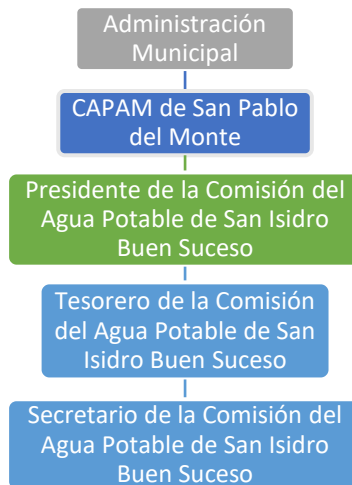 Administración
Municipal
CAPAM de San Pablo
del Monte
Presidente de la Comisión del
Agua Potable de San Isidro
Buen Suceso
Tesorero de la Comisión
del Agua Potable de San
Isidro Buen Suceso
Secretario de la Comisión del
Agua Potable de San Isidro
Buen Suceso